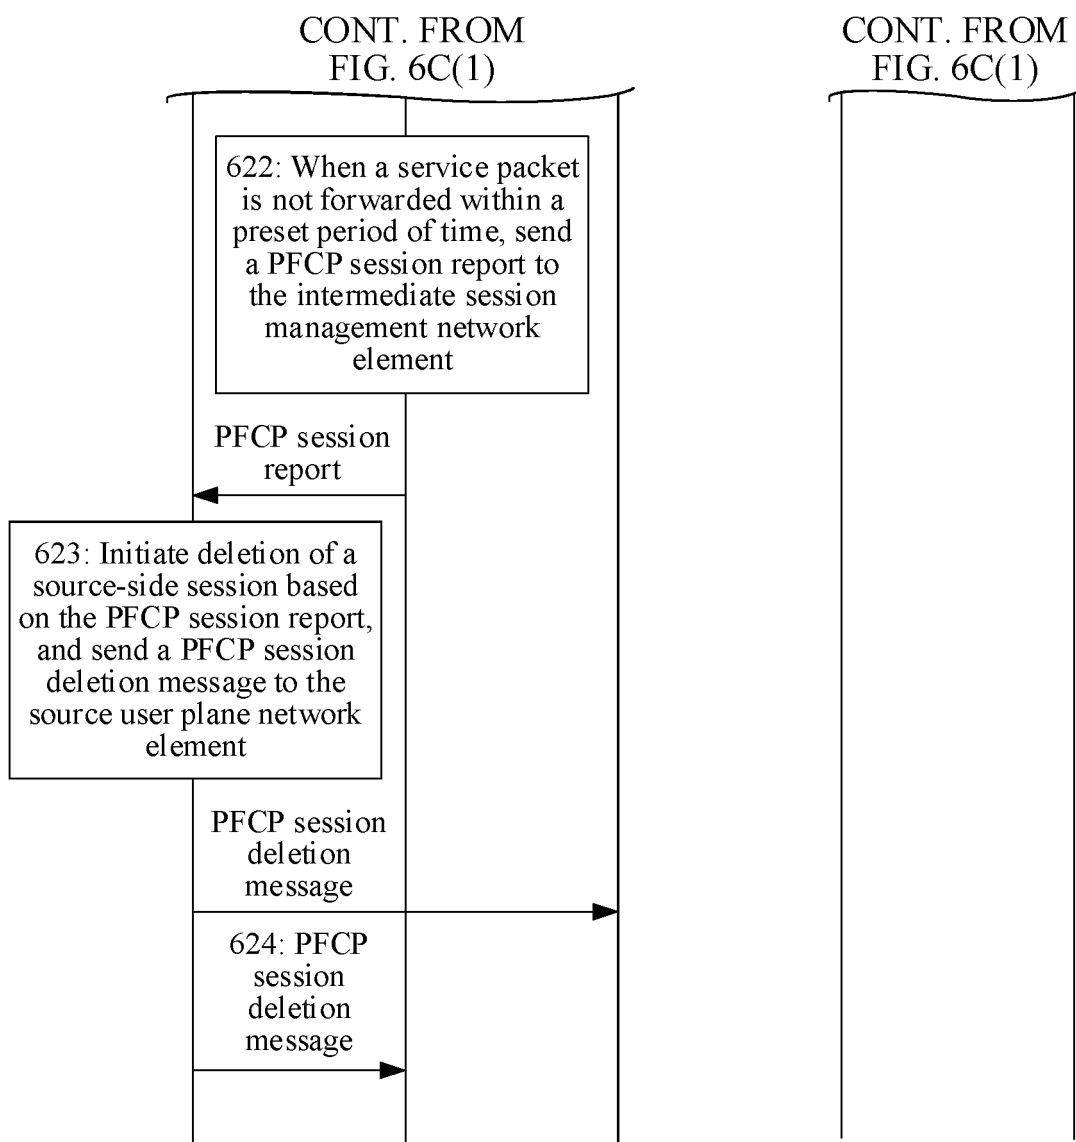 CONT. FROM
FIG. 6C(1)
CONT. FROM
FIG. 6C(1)
622: When a service packet
is not forwarded within a
preset period of time, send
a PFCP session report to
the intermediate session
management network
element
PFCP session
report
623: Initiate deletion of a
source-side session based
on the PFCP session report,
and send a PFCP session
deletion message to the
source user plane network
element
PFCP session
deletion
message
624: PFCP
session
deletion
message